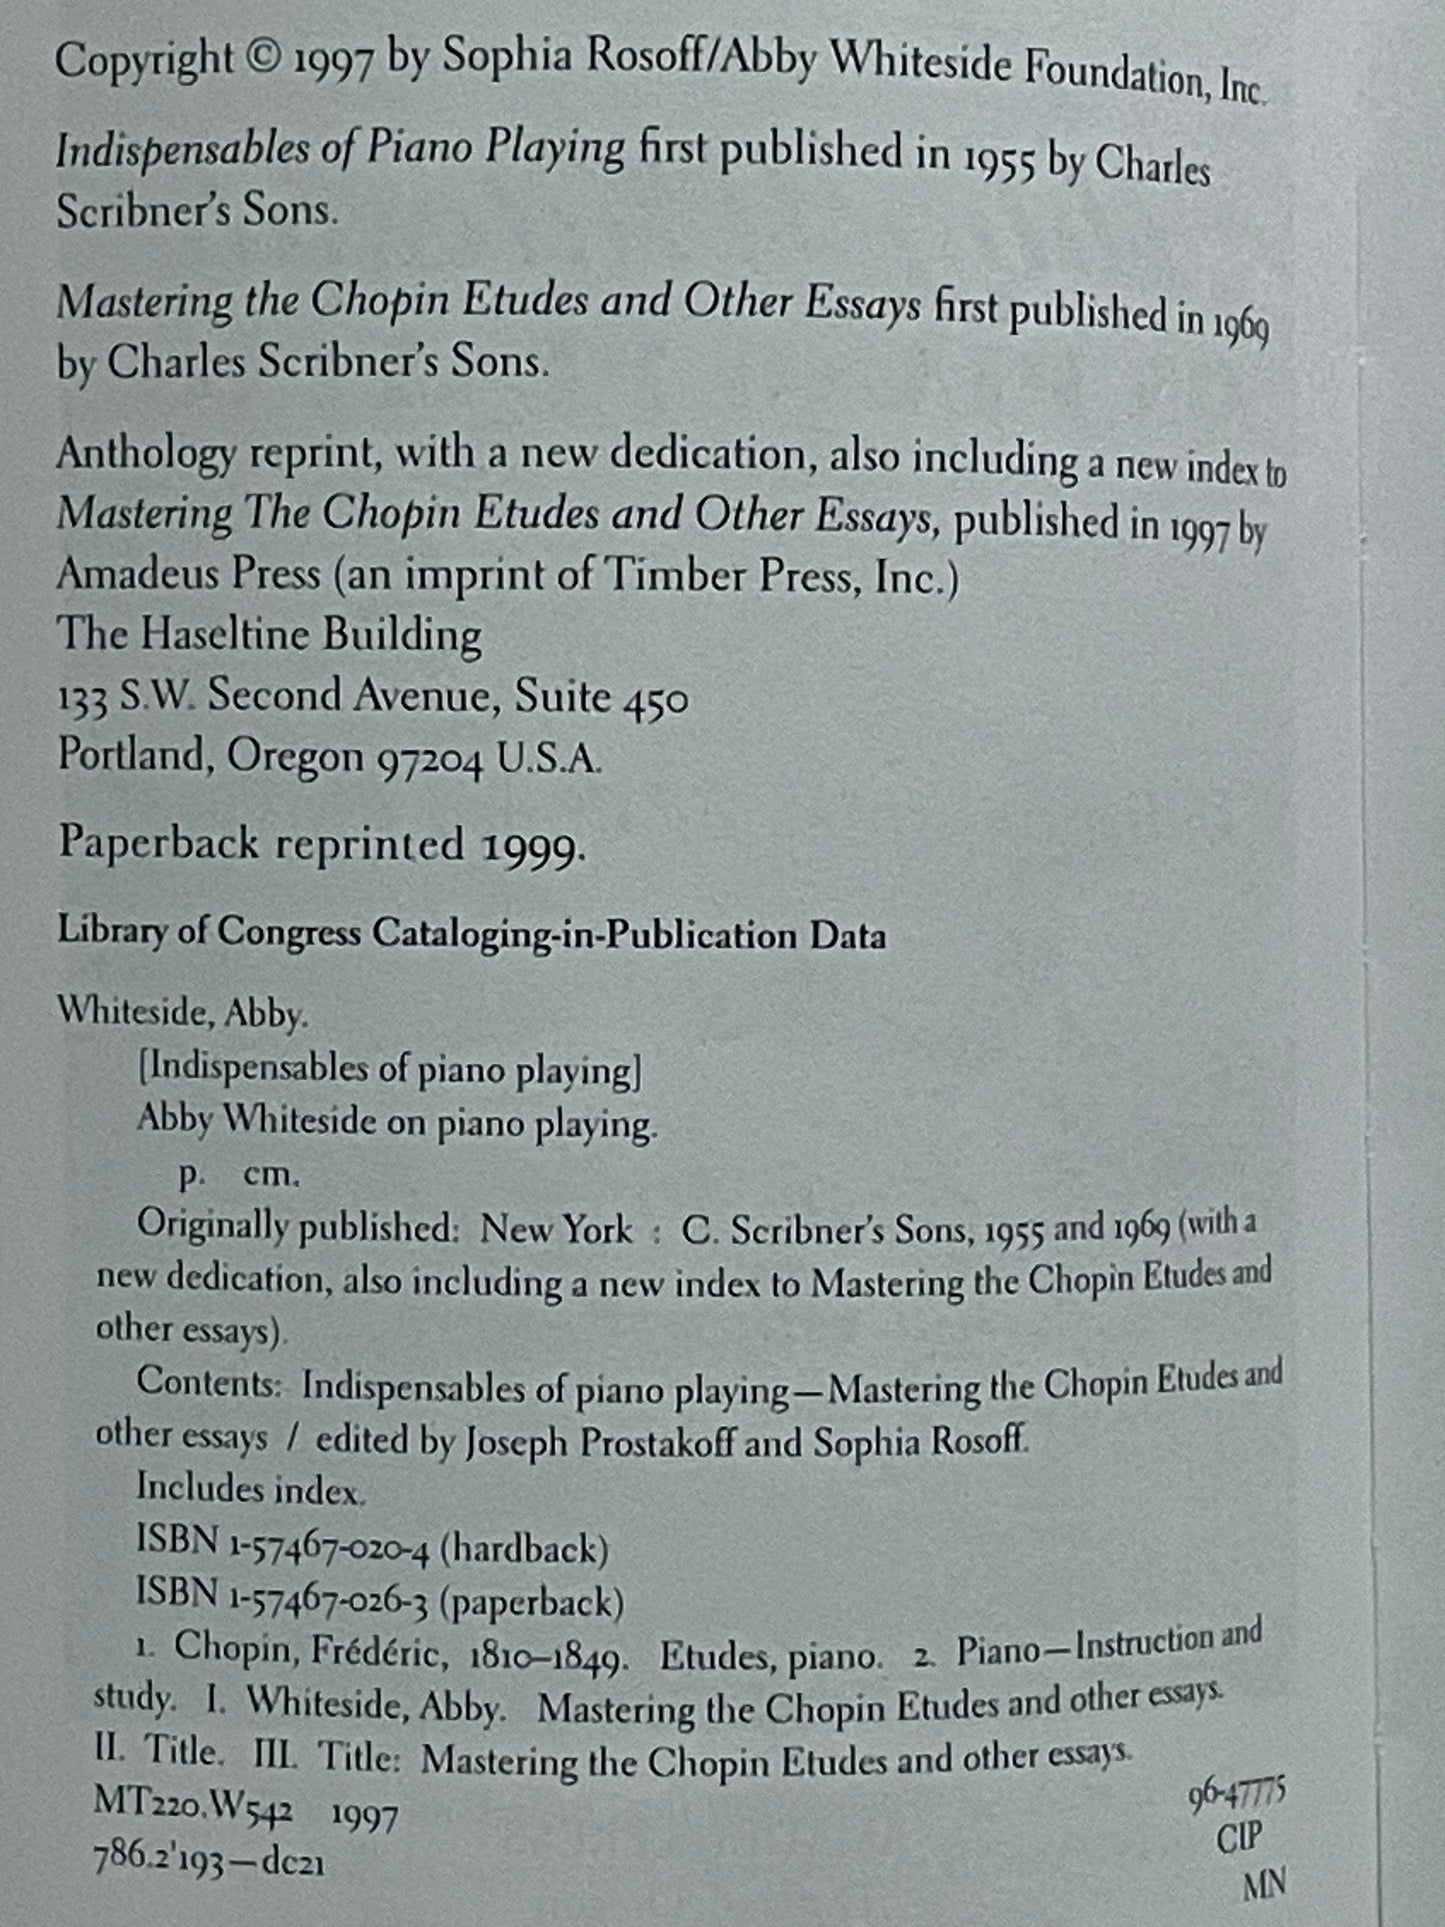 Copyright © 1997 by Sophia Rosoff/Abby Whiteside Foundation, Inc.
Indispensables of Piano Playing first published in 1955 by Charles
Scribner's Sons.
Mastering the Chopin Etudes and Other Essays first published in 1969
by Charles Scribner's Sons.
Anthology reprint, with a new dedication, also including a new index to
Mastering The Chopin Etudes and Other Essays, published in 1997 by
Amadeus Press (an imprint of Timber Press, Inc.)
The Haseltine Building
133 S.W. Second Avenue, Suite 450
Portland, Oregon 97204 U.S.A.
Paperback reprinted 1999.
Library of Congress Cataloging-in-Publication Data
Whiteside, Abby.
[Indispensables of piano playing]
Abby Whiteside on piano playing.
p. cm.
Originally published: New York : C. Scribner's Sons, 1955 and 1969 (with a
new dedication, also including a new index to Mastering the Chopin Etudes and
other essays).
Contents: Indispensables of piano playing—Mastering the Chopin Etudes and
other essays / edited by Joseph Prostakoff and Sophia Rosoff.
Includes index.
ISBN 1-57467-020-4 (hardback)
ISBN 1-57467-026-3 (paperback)
1. Chopin, Frédéric, 1810–1849. Etudes, piano. 2. Piano—Instruction and
study. I. Whiteside, Abby. Mastering the Chopin Etudes and other essays.
II. Title. III. Title: Mastering the Chopin Etudes and other essays.
MT220.W542 1997 96-47775
786.2'193—dc21 CIP
MN